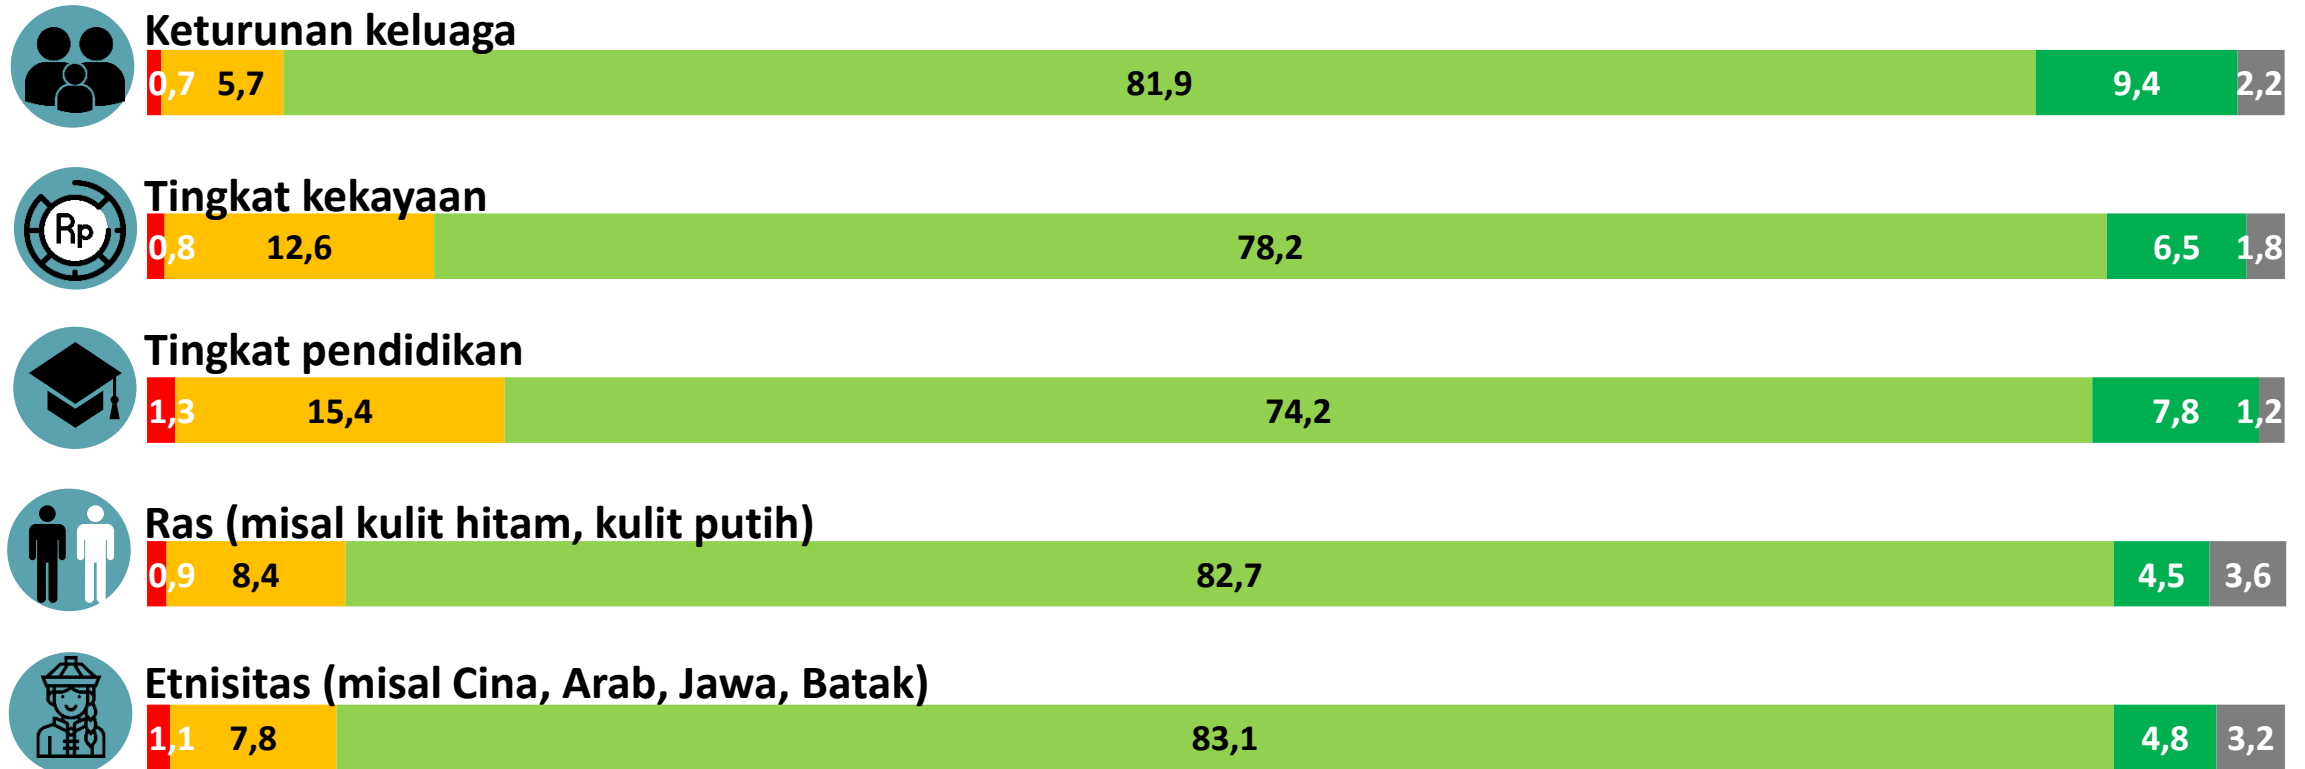 Keturunan keluaga
0,7 5,7 81,9 9,4 2,2
Tingkat kekayaan
Rp
0,8 12,6 78,2 6,5 1,8
Tingkat pendidikan
1,3 15,4 74,2 7,8 1,2
Ras (misal kulit hitam, kulit putih)
0,9 8,4 82,7 4,5 3,6
Etnisitas (misal Cina, Arab, Jawa, Batak)
1,1 7,8 83,1 4,8 3,2